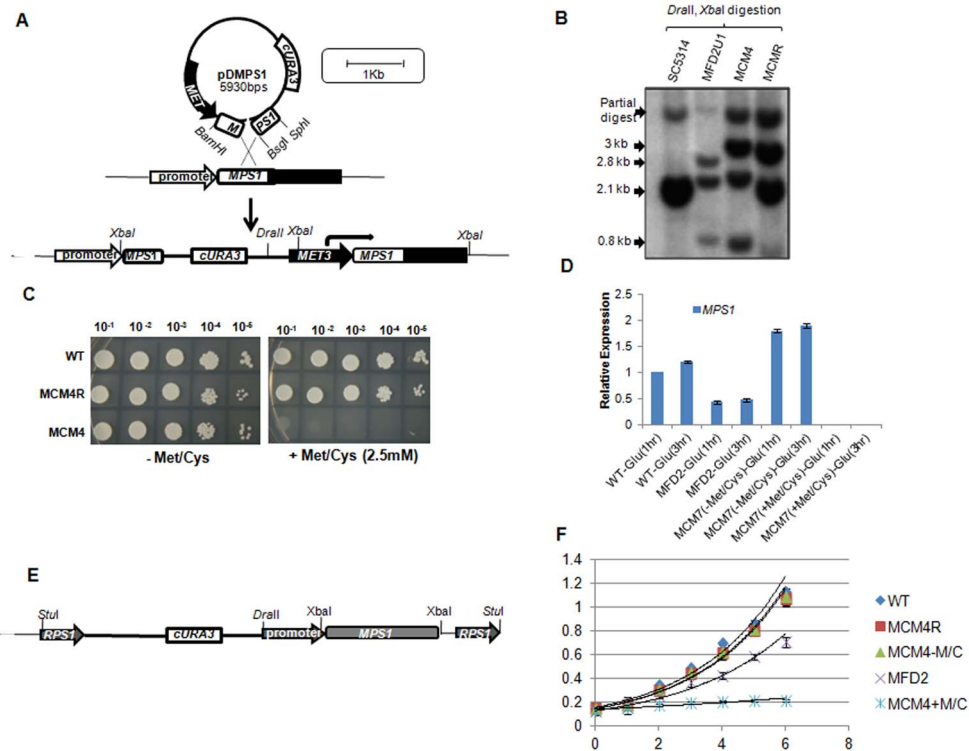 A
pDMPS1
5930bps
cURA3
MET
M
PS1
BamHI
BsgI
SphI
1Kb
promoter
MPS1
XbaI
DraII
XbaI
XbaI
promoter
MPS1
cURA3
MET3
MPS1
B
DraII, XbaI digestion
SC5314
MFD2U1
MCM4
MCMR
Partial
digest
3 kb
2.8 kb
2.1 kb
0.8 kb
C
10-1 10-2 10-3 10-4 10-5
10-1 10-2 10-3 10-4 10-5
WT
MCM4R
MCM4
- Met/Cys
+ Met/Cys (2.5mM)
D
MPS1
Relative Expression
2.5
2
1.5
1
0.5
0
WT-Glu(1hr)
WT-Glu(3hr)
MFD2-Glu(1hr)
MFD2-Glu(3hr)
MCM7(-Met/Cys)-Glu(1hr)
MCM7(-Met/Cys)-Glu(3hr)
MCM7(+Met/Cys)-Glu(1hr)
MCM7(+Met/Cys)-Glu(3hr)
E
StuI
DraII
XbaI
XbaI
StuI
RPS1
cURA3
promoter
MPS1
RPS1
F
1.4
1.2
1
0.8
0.6
0.4
0.2
0
0 2 4 6 8
WT
MCM4R
MCM4-M/C
MFD2
MCM4+M/C